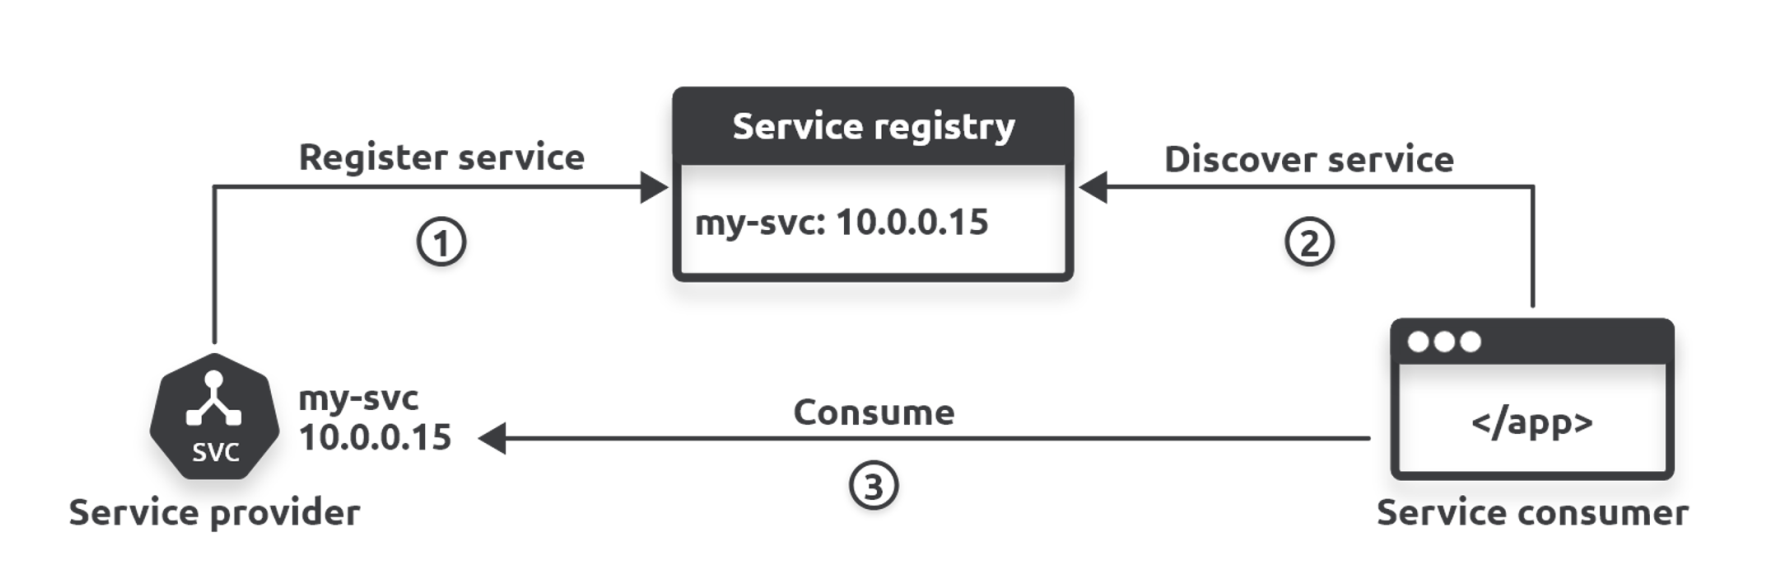 Service registry
Register service
Discover service
my-svc: 10.0.0.15
1
2
my-svc
10.0.0.15
SVC
Consume
3
</app>
Service provider
Service consumer